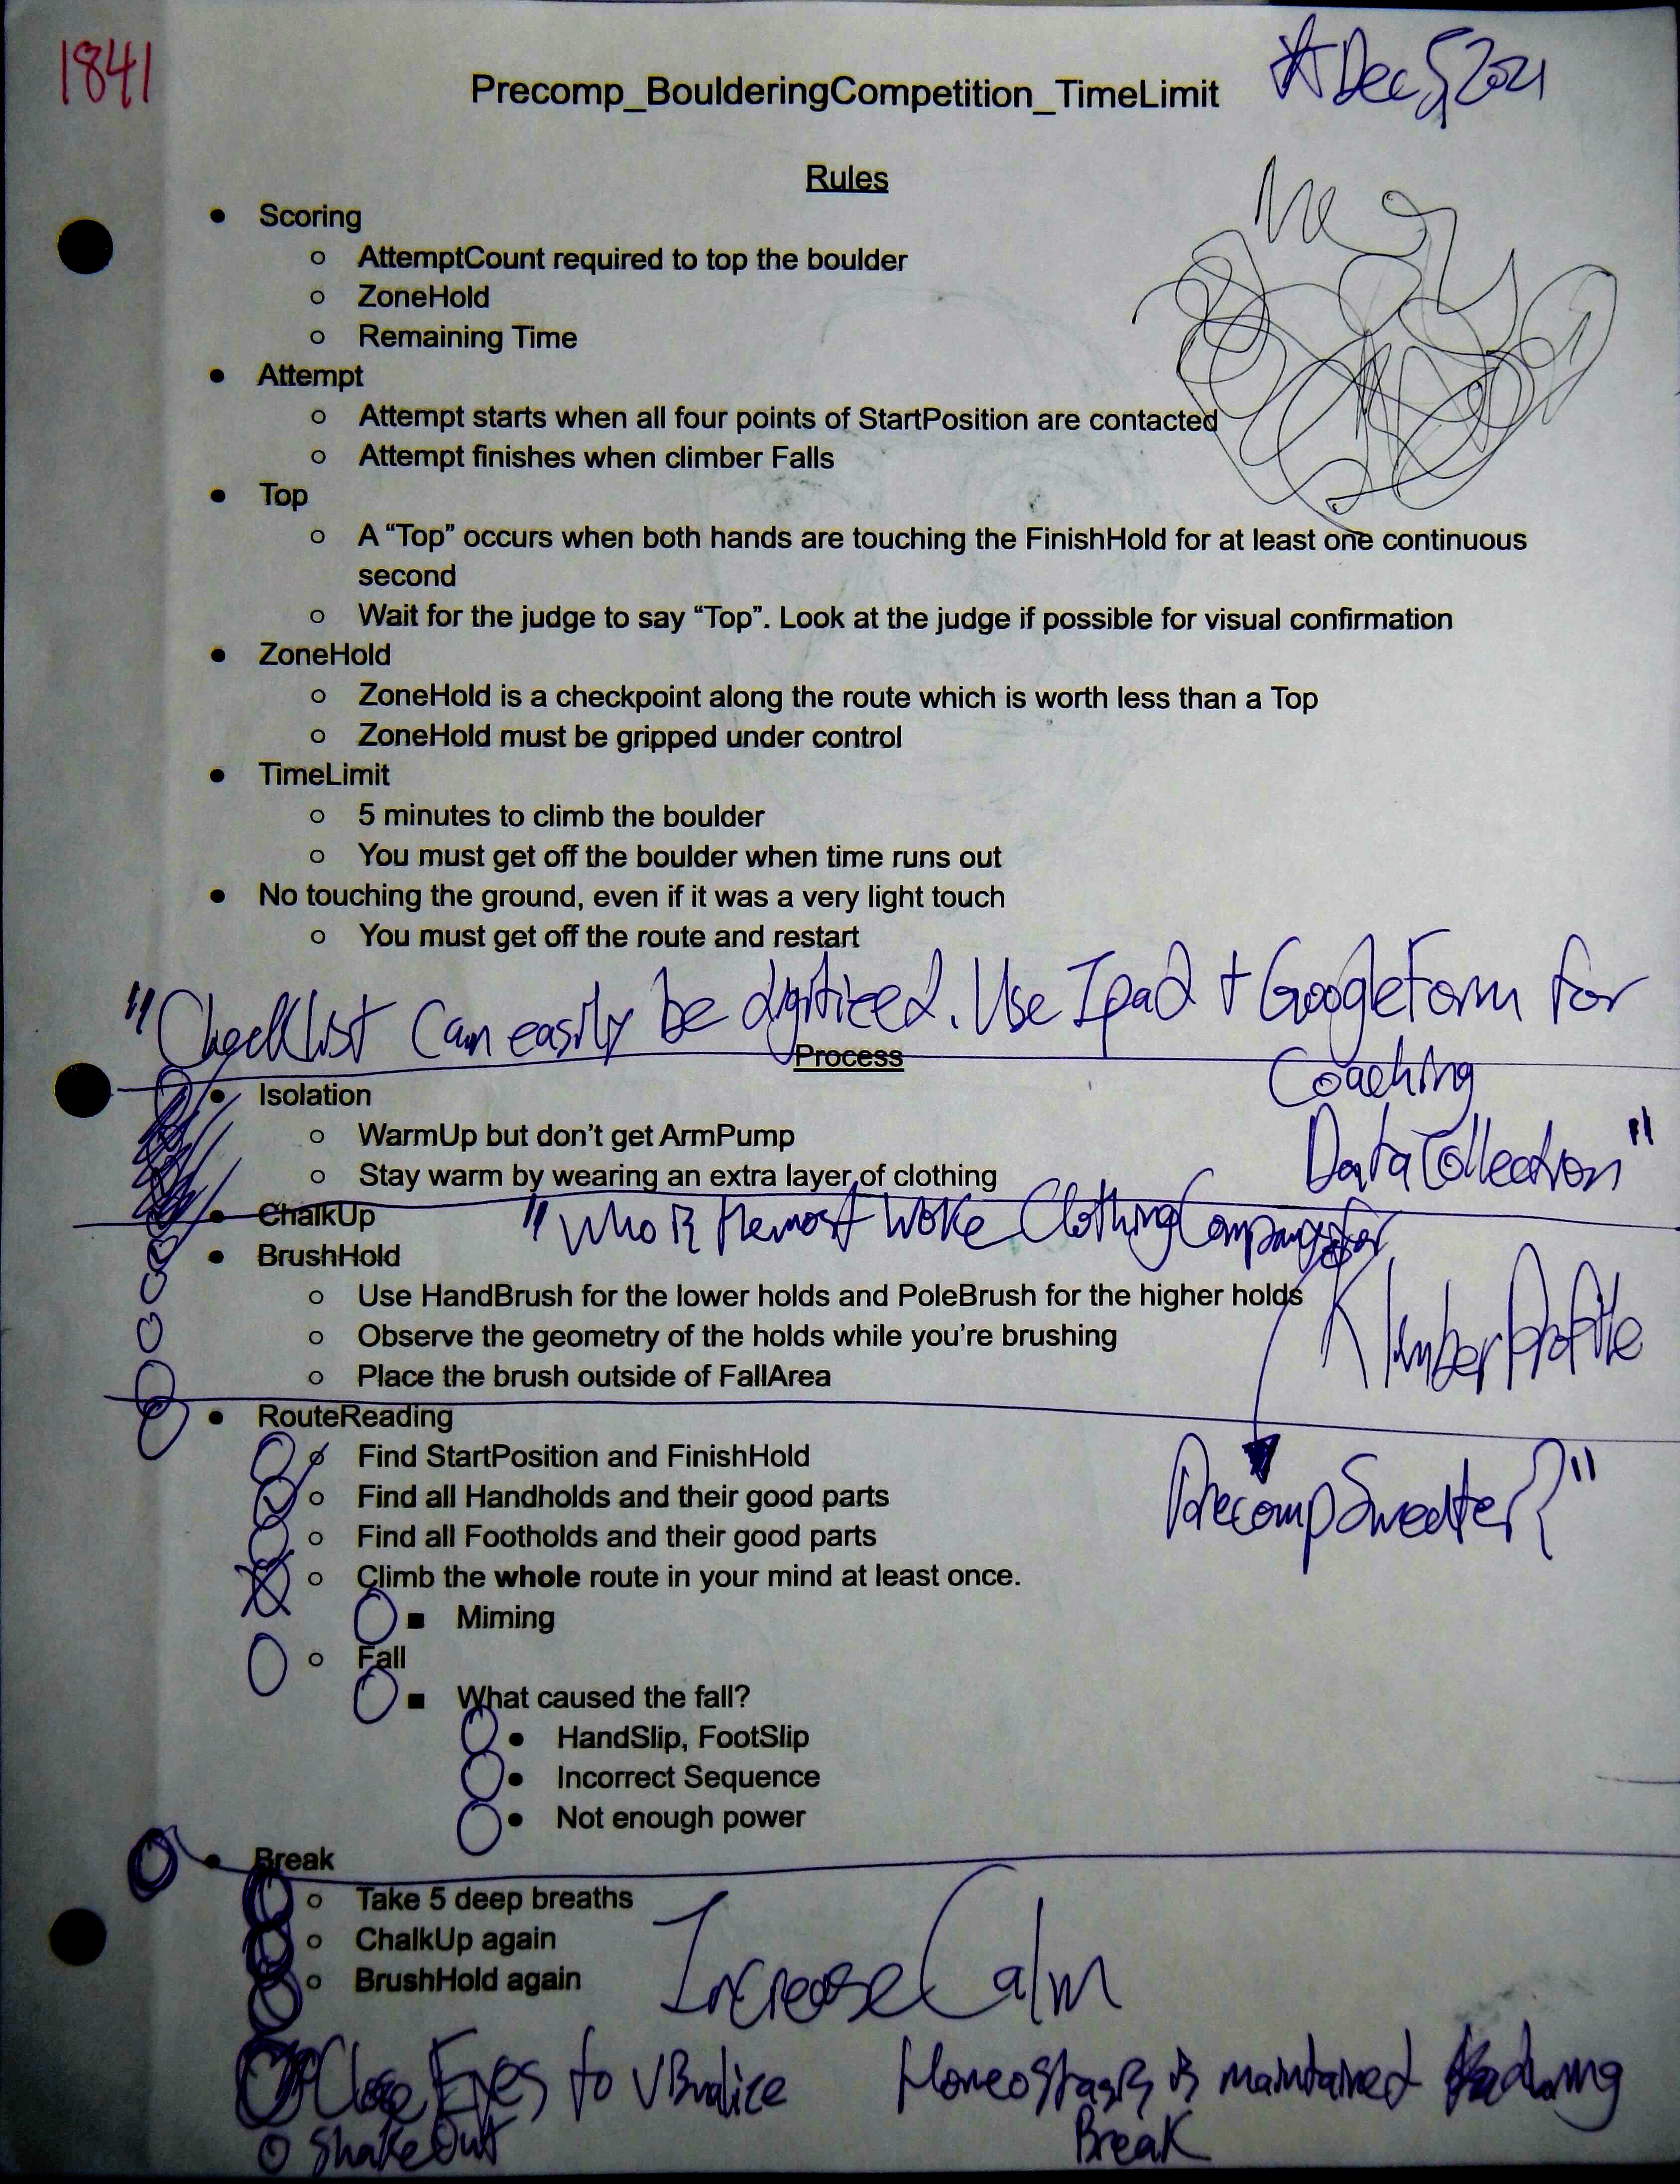 1841
Precomp_BoulderingCompetition_TimeLimit
Dec 5, 2021
Rules
● Scoring
○ AttemptCount required to top the boulder
○ ZoneHold
○ Remaining Time
● Attempt
○ Attempt starts when all four points of StartPosition are contacted
○ Attempt finishes when climber Falls
● Top
○ A “Top” occurs when both hands are touching the FinishHold for at least one continuous
second
○ Wait for the judge to say “Top”. Look at the judge if possible for visual confirmation
● ZoneHold
○ ZoneHold is a checkpoint along the route which is worth less than a Top
○ ZoneHold must be gripped under control
● TimeLimit
○ 5 minutes to climb the boulder
○ You must get off the boulder when time runs out
● No touching the ground, even if it was a very light touch
○ You must get off the route and restart
"Checklist Can easily be digitized. Use Ipad + GoogleForm for
Coaching
DataCollection"
Process
● Isolation
○ WarmUp but don’t get ArmPump
○ Stay warm by wearing an extra layer of clothing
● ChalkUp
"Who is the most Woke ClothingCompany for
● BrushHold
○ Use HandBrush for the lower holds and PoleBrush for the higher holds
KlimberProfile
○ Observe the geometry of the holds while you’re brushing
○ Place the brush outside of FallArea
● RouteReading
○ Find StartPosition and FinishHold
○ Find all Handholds and their good parts
PrecompSweater?"
○ Find all Footholds and their good parts
○ Climb the whole route in your mind at least once.
■ Miming
○ Fall
■ What caused the fall?
● HandSlip, FootSlip
● Incorrect Sequence
● Not enough power
● Break
○ Take 5 deep breaths
○ ChalkUp again
○ BrushHold again
IncreaseCalm
Close Eyes to Visualize
Homeostasis is maintained during
Break
○ ShakeOut